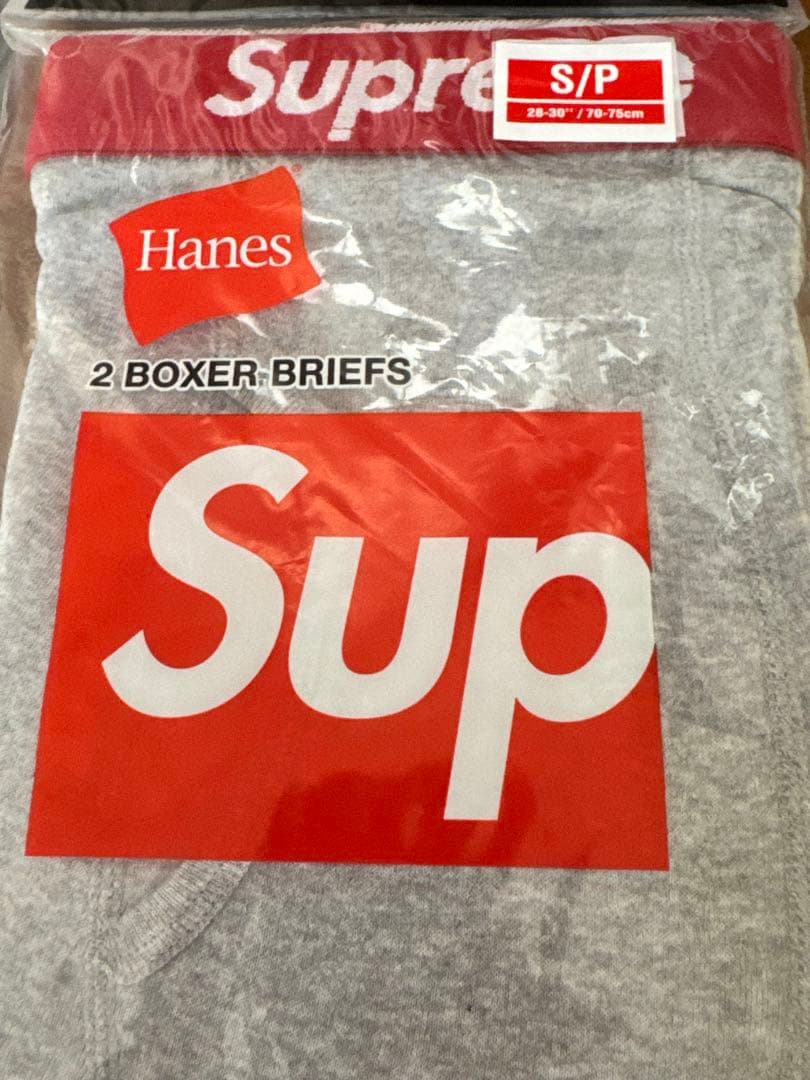 Supre
S/P
28-30" / 70-75cm
Hanes
2 BOXER BRIEFS
Sup